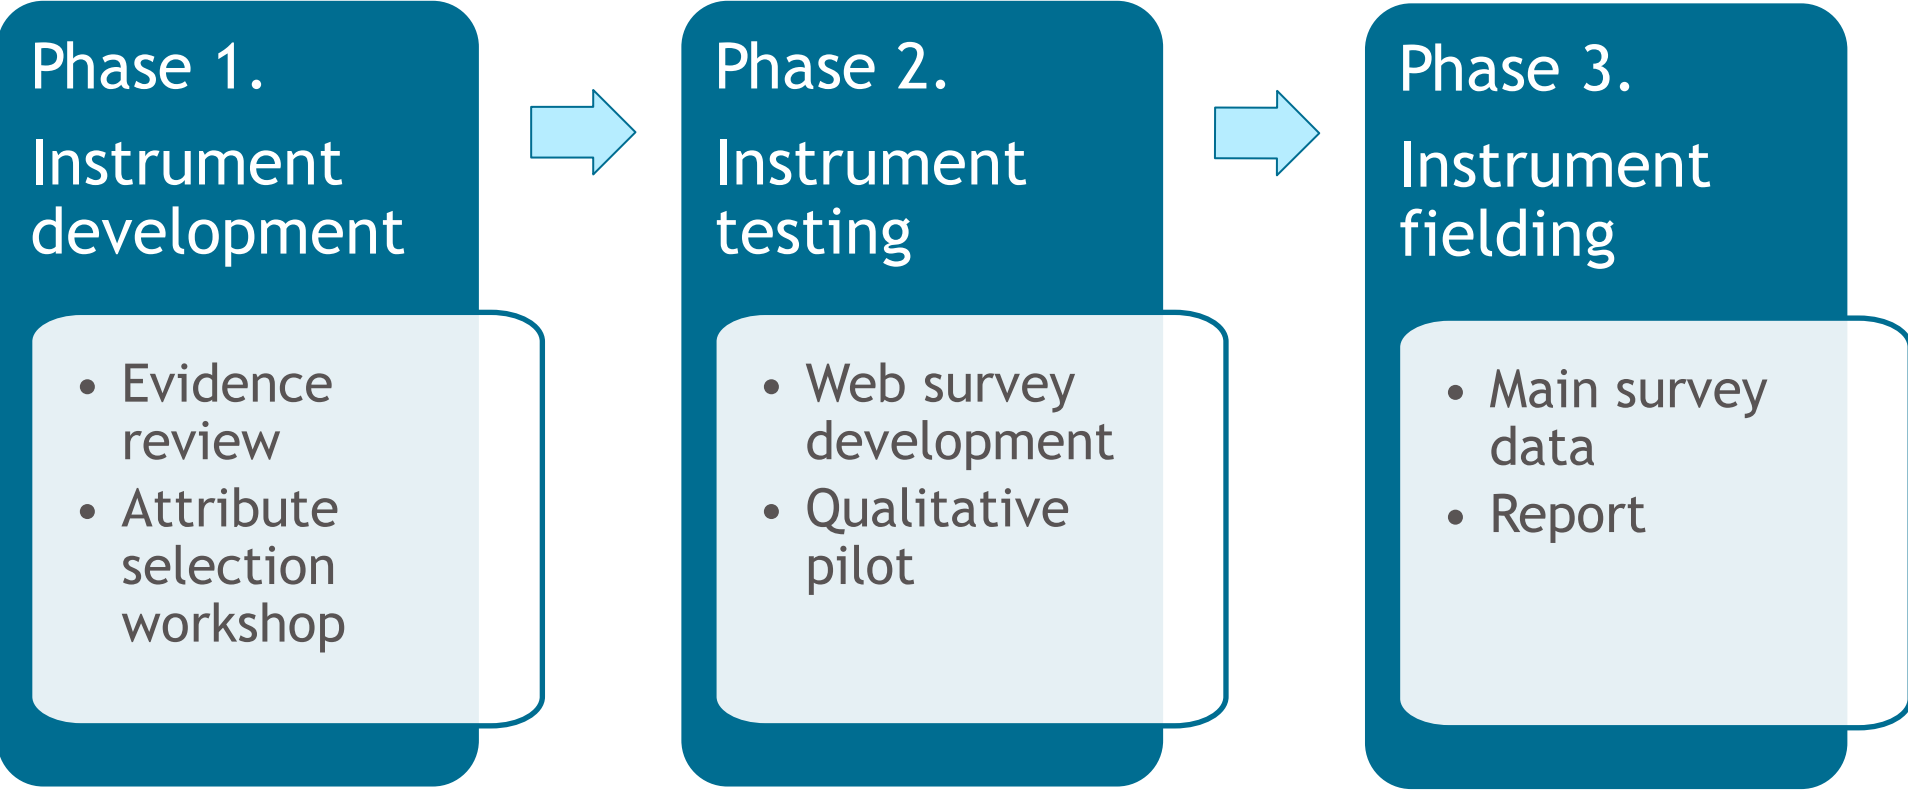 Phase 1.
Instrument
development
• Evidence
review
• Attribute
selection
workshop
Phase 2.
Instrument
testing
• Web survey
development
• Qualitative
pilot
Phase 3.
Instrument
fielding
• Main survey
data
• Report